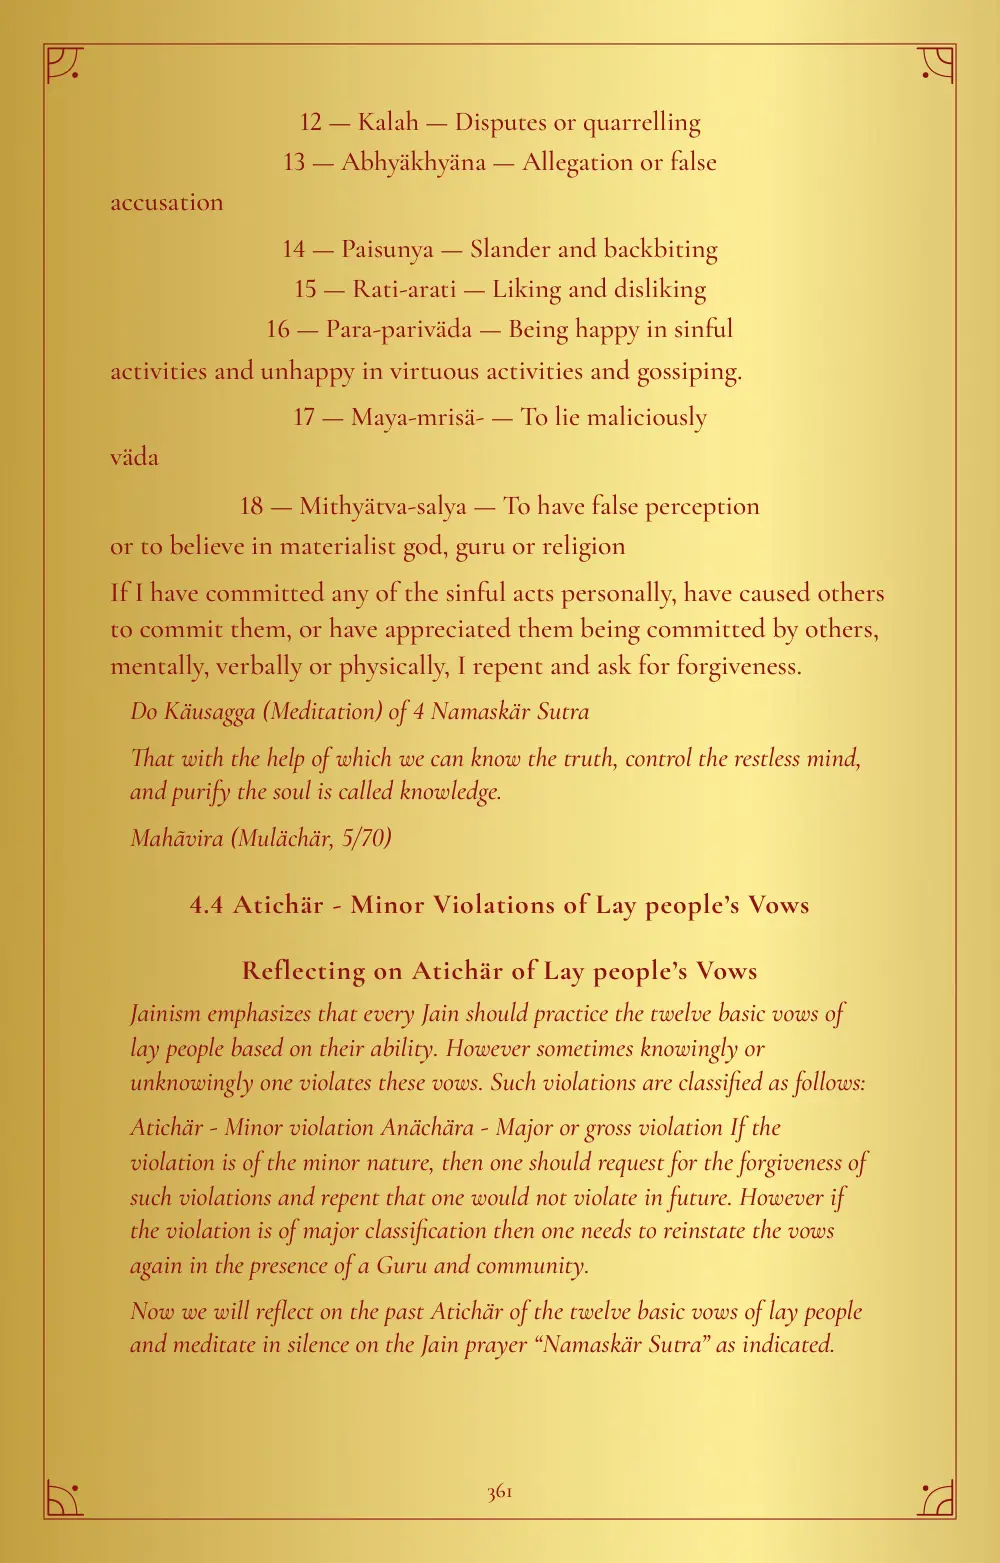 12 — Kalah — Disputes or quarrelling
13 — Abhyäkhyäna — Allegation or false
accusation
14 — Paisunya — Slander and backbiting
15 — Rati-arati — Liking and disliking
16 — Para-pariväda — Being happy in sinful
activities and unhappy in virtuous activities and gossiping.
17 — Maya-mrisä- — To lie maliciously
väda
18 — Mithyätva-salya — To have false perception
or to believe in materialist god, guru or religion
If I have committed any of the sinful acts personally, have caused others
to commit them, or have appreciated them being committed by others,
mentally, verbally or physically, I repent and ask for forgiveness.
Do Käusagga (Meditation) of 4 Namaskär Sutra
That with the help of which we can know the truth, control the restless mind,
and purify the soul is called knowledge.
Mahãvira (Mulächär, 5/70)
4.4 Atichär - Minor Violations of Lay people’s Vows
Reflecting on Atichär of Lay people’s Vows
Jainism emphasizes that every Jain should practice the twelve basic vows of
lay people based on their ability. However sometimes knowingly or
unknowingly one violates these vows. Such violations are classified as follows:
Atichär - Minor violation Anächära - Major or gross violation If the
violation is of the minor nature, then one should request for the forgiveness of
such violations and repent that one would not violate in future. However if
the violation is of major classification then one needs to reinstate the vows
again in the presence of a Guru and community.
Now we will reflect on the past Atichär of the twelve basic vows of lay people
and meditate in silence on the Jain prayer “Namaskär Sutra” as indicated.
361